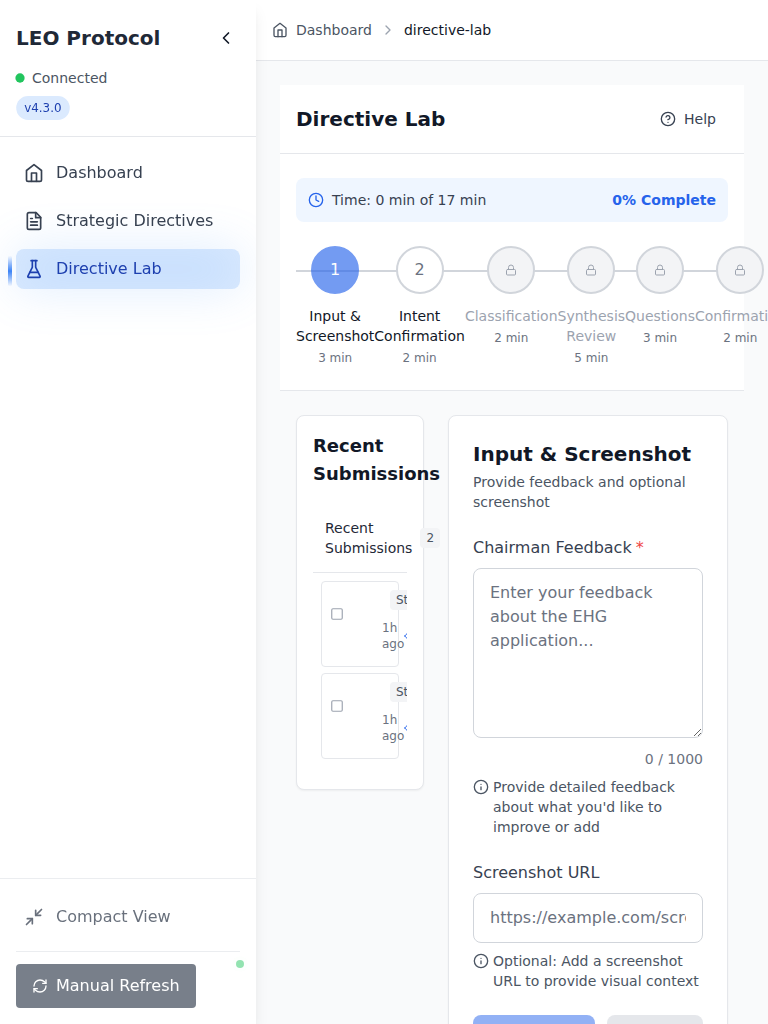 LEO Protocol
Connected
v4.3.0
Dashboard
Strategic Directives
Directive Lab
Compact View
Manual Refresh
Dashboard
directive-lab
Directive Lab
Help
Time: 0 min of 17 min
0% Complete
1
2
Input &
Screenshot
3 min
Intent
Confirmation
2 min
Classification
2 min
Synthesis
Review
5 min
Questions
3 min
Confirmati
2 min
Recent
Submissions
Recent
Submissions
2
St
1h
ago
St
1h
ago
Input & Screenshot
Provide feedback and optional
screenshot
Chairman Feedback *
Enter your feedback
about the EHG
application...
0 / 1000
Provide detailed feedback
about what you'd like to
improve or add
Screenshot URL
https://example.com/scr
Optional: Add a screenshot
URL to provide visual context